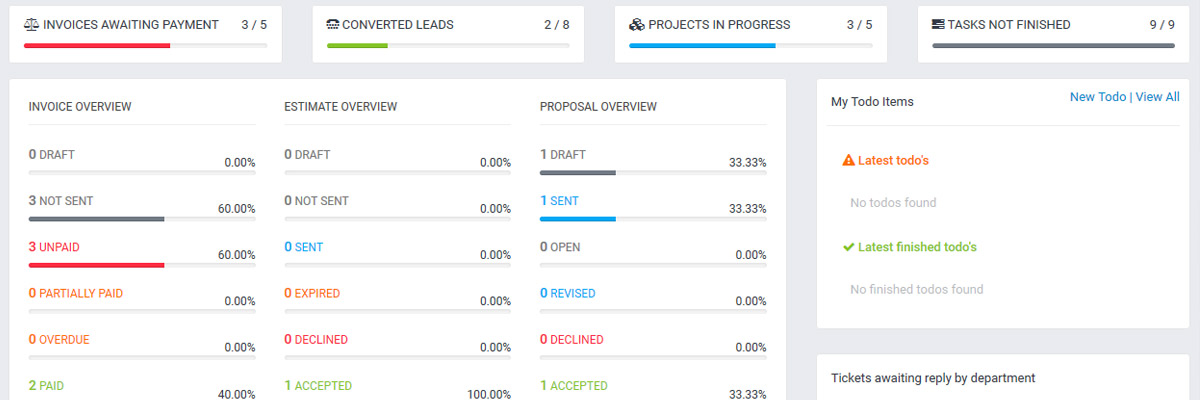 INVOICES AWAITING PAYMENT 3 / 5
CONVERTED LEADS 2 / 8
PROJECTS IN PROGRESS 3 / 5
TASKS NOT FINISHED 9 / 9
INVOICE OVERVIEW
0 DRAFT 0.00%
3 NOT SENT 60.00%
3 UNPAID 60.00%
0 PARTIALLY PAID 0.00%
0 OVERDUE 0.00%
2 PAID 40.00%
ESTIMATE OVERVIEW
0 DRAFT 0.00%
0 NOT SENT 0.00%
0 SENT 0.00%
0 EXPIRED 0.00%
0 DECLINED 0.00%
1 ACCEPTED 100.00%
PROPOSAL OVERVIEW
1 DRAFT 33.33%
1 SENT 33.33%
0 OPEN 0.00%
0 REVISED 0.00%
0 DECLINED 0.00%
1 ACCEPTED 33.33%
My Todo Items New Todo | View All
Latest todo's
No todos found
Latest finished todo's
No finished todos found
Tickets awaiting reply by department